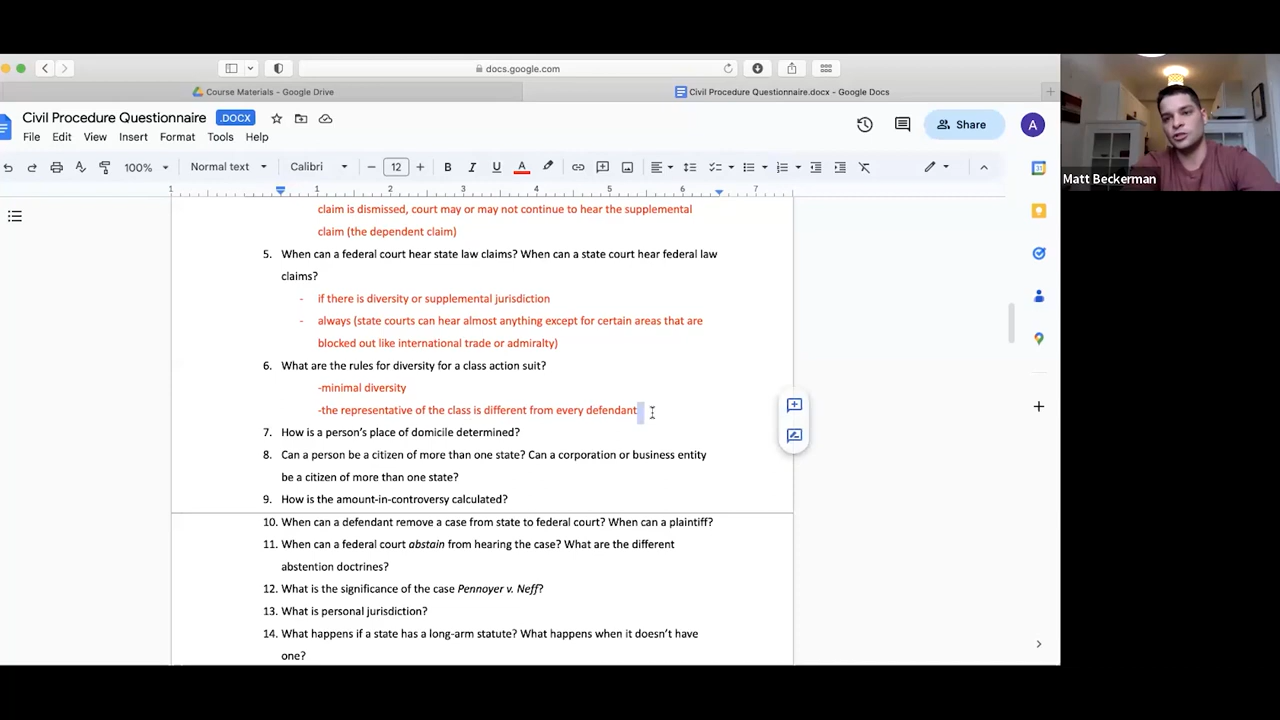 docs.google.com
Course Materials - Google Drive
Civil Procedure Questionnaire.docx - Google Docs
Civil Procedure Questionnaire .DOCX
File Edit View Insert Format Tools Help
Share
A
100% Normal text Calibri 12 B I U A
1 1 2 3 4 5 6 7
31
Matt Beckerman
claim is dismissed, court may or may not continue to hear the supplemental
claim (the dependent claim)
5. When can a federal court hear state law claims? When can a state court hear federal law
claims?
- if there is diversity or supplemental jurisdiction
- always (state courts can hear almost anything except for certain areas that are
blocked out like international trade or admiralty)
6. What are the rules for diversity for a class action suit?
-minimal diversity
-the representative of the class is different from every defendant
7. How is a person's place of domicile determined?
8. Can a person be a citizen of more than one state? Can a corporation or business entity
be a citizen of more than one state?
9. How is the amount-in-controversy calculated?
10. When can a defendant remove a case from state to federal court? When can a plaintiff?
11. When can a federal court abstain from hearing the case? What are the different
abstention doctrines?
12. What is the significance of the case Pennoyer v. Neff?
13. What is personal jurisdiction?
14. What happens if a state has a long-arm statute? What happens when it doesn't have
one?